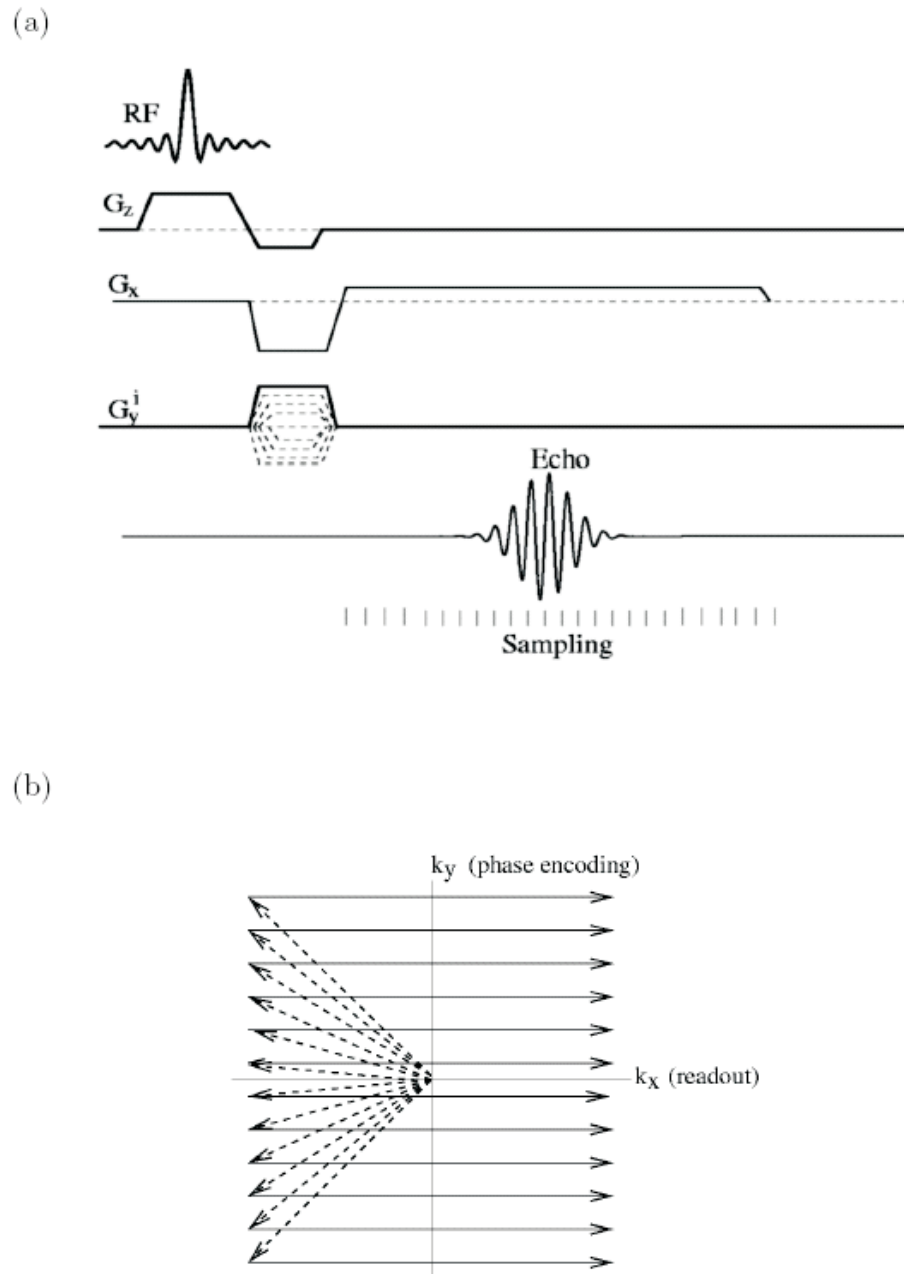 (a)
RF
G_z
G_x
G_y^i
Echo
Sampling
(b)
k_y (phase encoding)
k_x (readout)